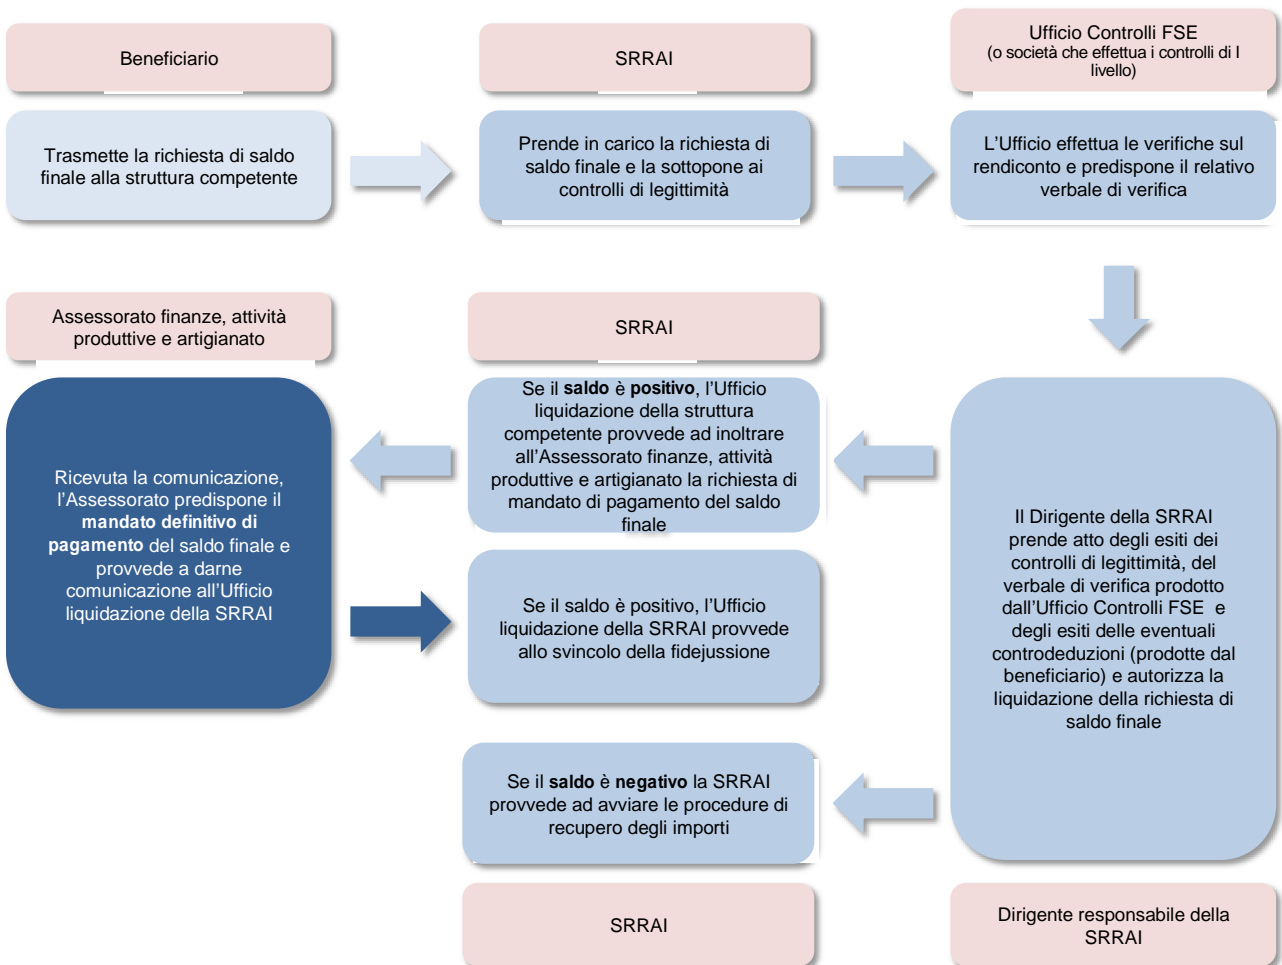 Beneficiario
SRRAI
Ufficio Controlli FSE
(o società che effettua i controlli di I
livello)
Trasmette la richiesta di saldo
finale alla struttura competente
Prende in carico la richiesta di
saldo finale e la sottopone ai
controlli di legittimità
L'Ufficio effettua le verifiche sul
rendiconto e predispone il relativo
verbale di verifica
Assessorato finanze, attività
produttive e artigianato
SRRAI
Ricevuta la comunicazione,
l'Assessorato predispone il
mandato definitivo di
pagamento del saldo finale e
provvede a darne
comunicazione all'Ufficio
liquidazione della SRRAI
Se il saldo è positivo, l'Ufficio
liquidazione della struttura
competente provvede ad inoltrare
all'Assessorato finanze, attività
produttive e artigianato la richiesta di
mandato di pagamento del saldo
finale
Se il saldo è positivo, l'Ufficio
liquidazione della SRRAI provvede
allo svincolo della fidejussione
Il Dirigente della SRRAI
prende atto degli esiti dei
controlli di legittimità, del
verbale di verifica prodotto
dall'Ufficio Controlli FSE e
degli esiti delle eventuali
controdeduzioni (prodotte dal
beneficiario) e autorizza la
liquidazione della richiesta di
saldo finale
Se il saldo è negativo la SRRAI
provvede ad avviare le procedure di
recupero degli importi
SRRAI
Dirigente responsabile della
SRRAI